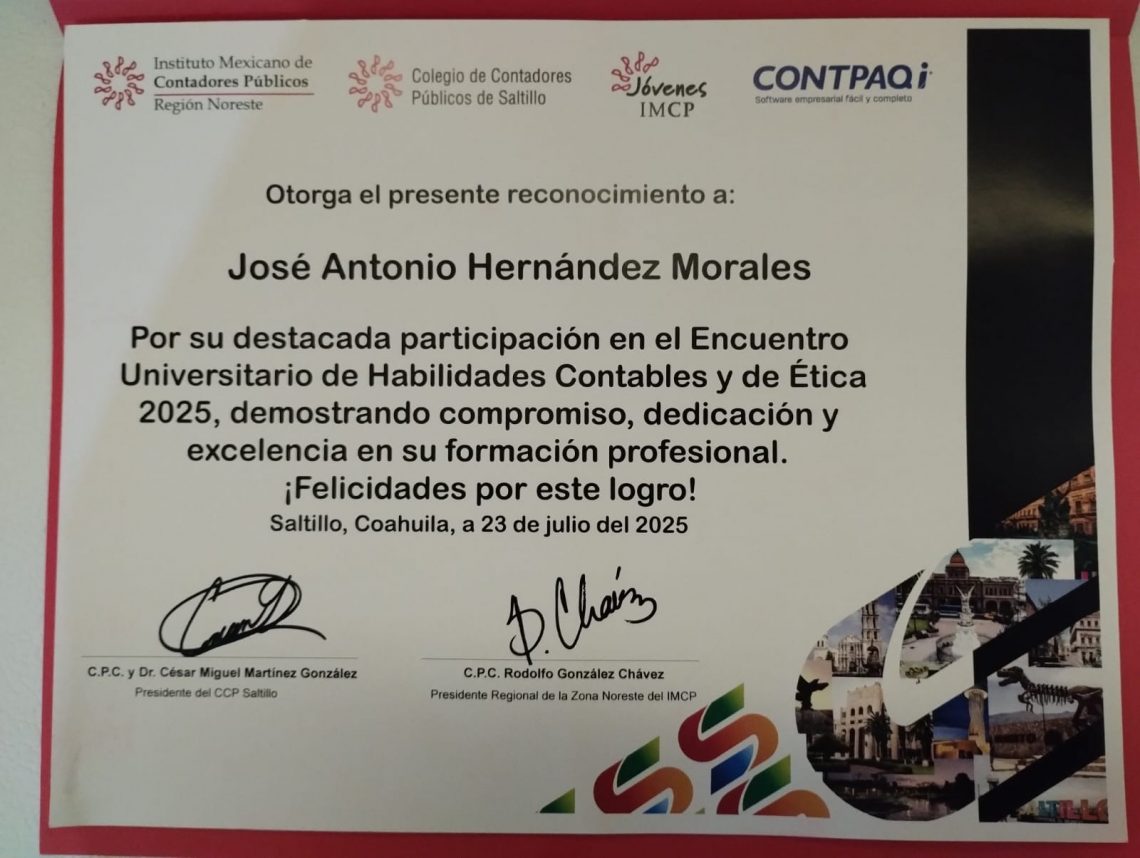 Instituto Mexicano de
Contadores Públicos
Región Noreste
Colegio de Contadores
Públicos de Saltillo
Jóvenes
IMCP
CONTPAQi
Software empresarial fácil y completo
Otorga el presente reconocimiento a:
José Antonio Hernández Morales
Por su destacada participación en el Encuentro
Universitario de Habilidades Contables y de Ética
2025, demostrando compromiso, dedicación y
excelencia en su formación profesional.
¡Felicidades por este logro!
Saltillo, Coahuila, a 23 de julio del 2025
C.P.C. y Dr. César Miguel Martínez González
Presidente del CCP Saltillo
C.P.C. Rodolfo González Chávez
Presidente Regional de la Zona Noreste del IMCP